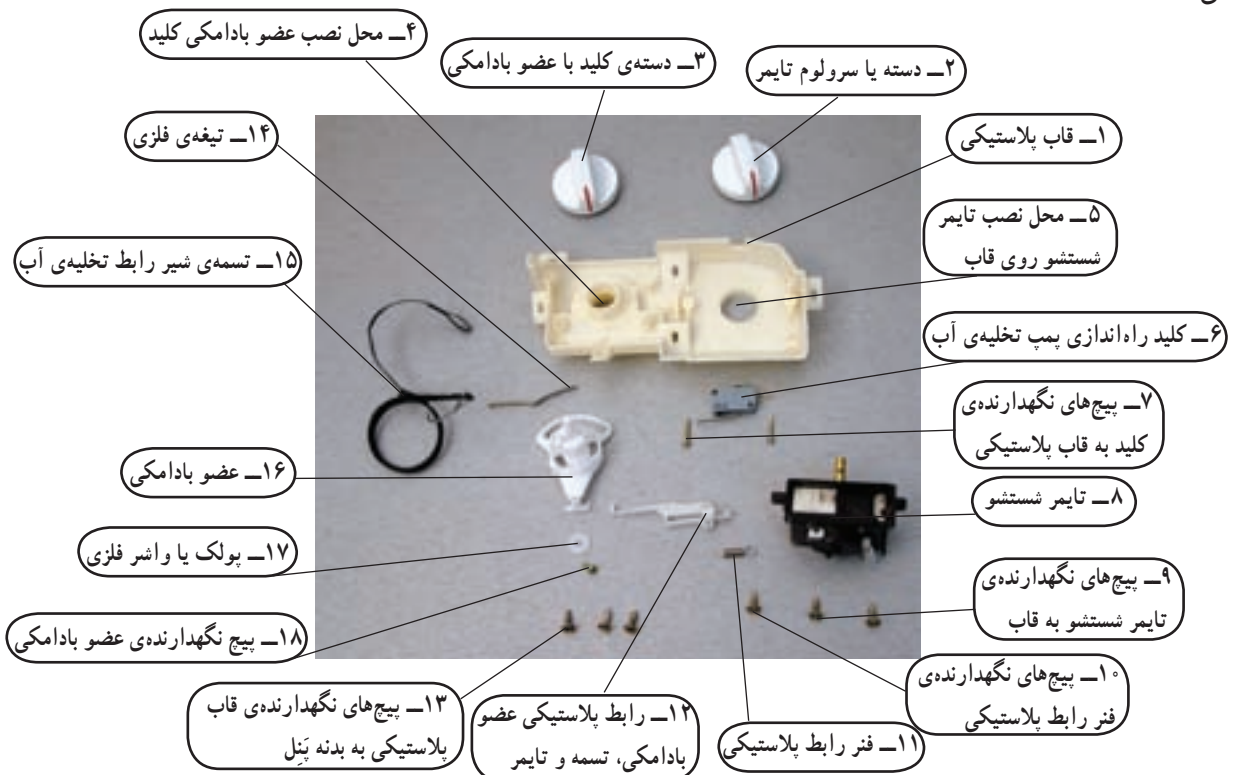 ی
۴ــ محل نصب عضو بادامکی کلید
۳ــ دسته‌ی کلید با عضو بادامکی
۲ــ دسته یا سرولوم تایمر
۱ــ قاب پلاستیکی
۱۴ــ تیغه‌ی فلزی
۵ــ محل نصب تایمر
شستشو روی قاب
۱۵ــ تسمه‌ی شیر رابط تخلیه‌ی آب
۶ــ کلید راه‌اندازی پمپ تخلیه‌ی آب
۷ــ پیچ‌های نگهدارنده‌ی
کلید به قاب پلاستیکی
۱۶ــ عضو بادامکی
۸ــ تایمر شستشو
۱۷ــ پولک یا واشر فلزی
۹ــ پیچ‌های نگهدارنده‌ی
تایمر شستشو به قاب
۱۸ــ پیچ نگهدارنده‌ی عضو بادامکی
۱۰ــ پیچ‌های نگهدارنده‌ی
فنر رابط پلاستیکی
۱۳ــ پیچ‌های نگهدارنده‌ی قاب
پلاستیکی به بدنه پَنِل
۱۲ــ رابط پلاستیکی عضو
بادامکی، تسمه و تایمر
۱۱ــ فنر رابط پلاستیکی